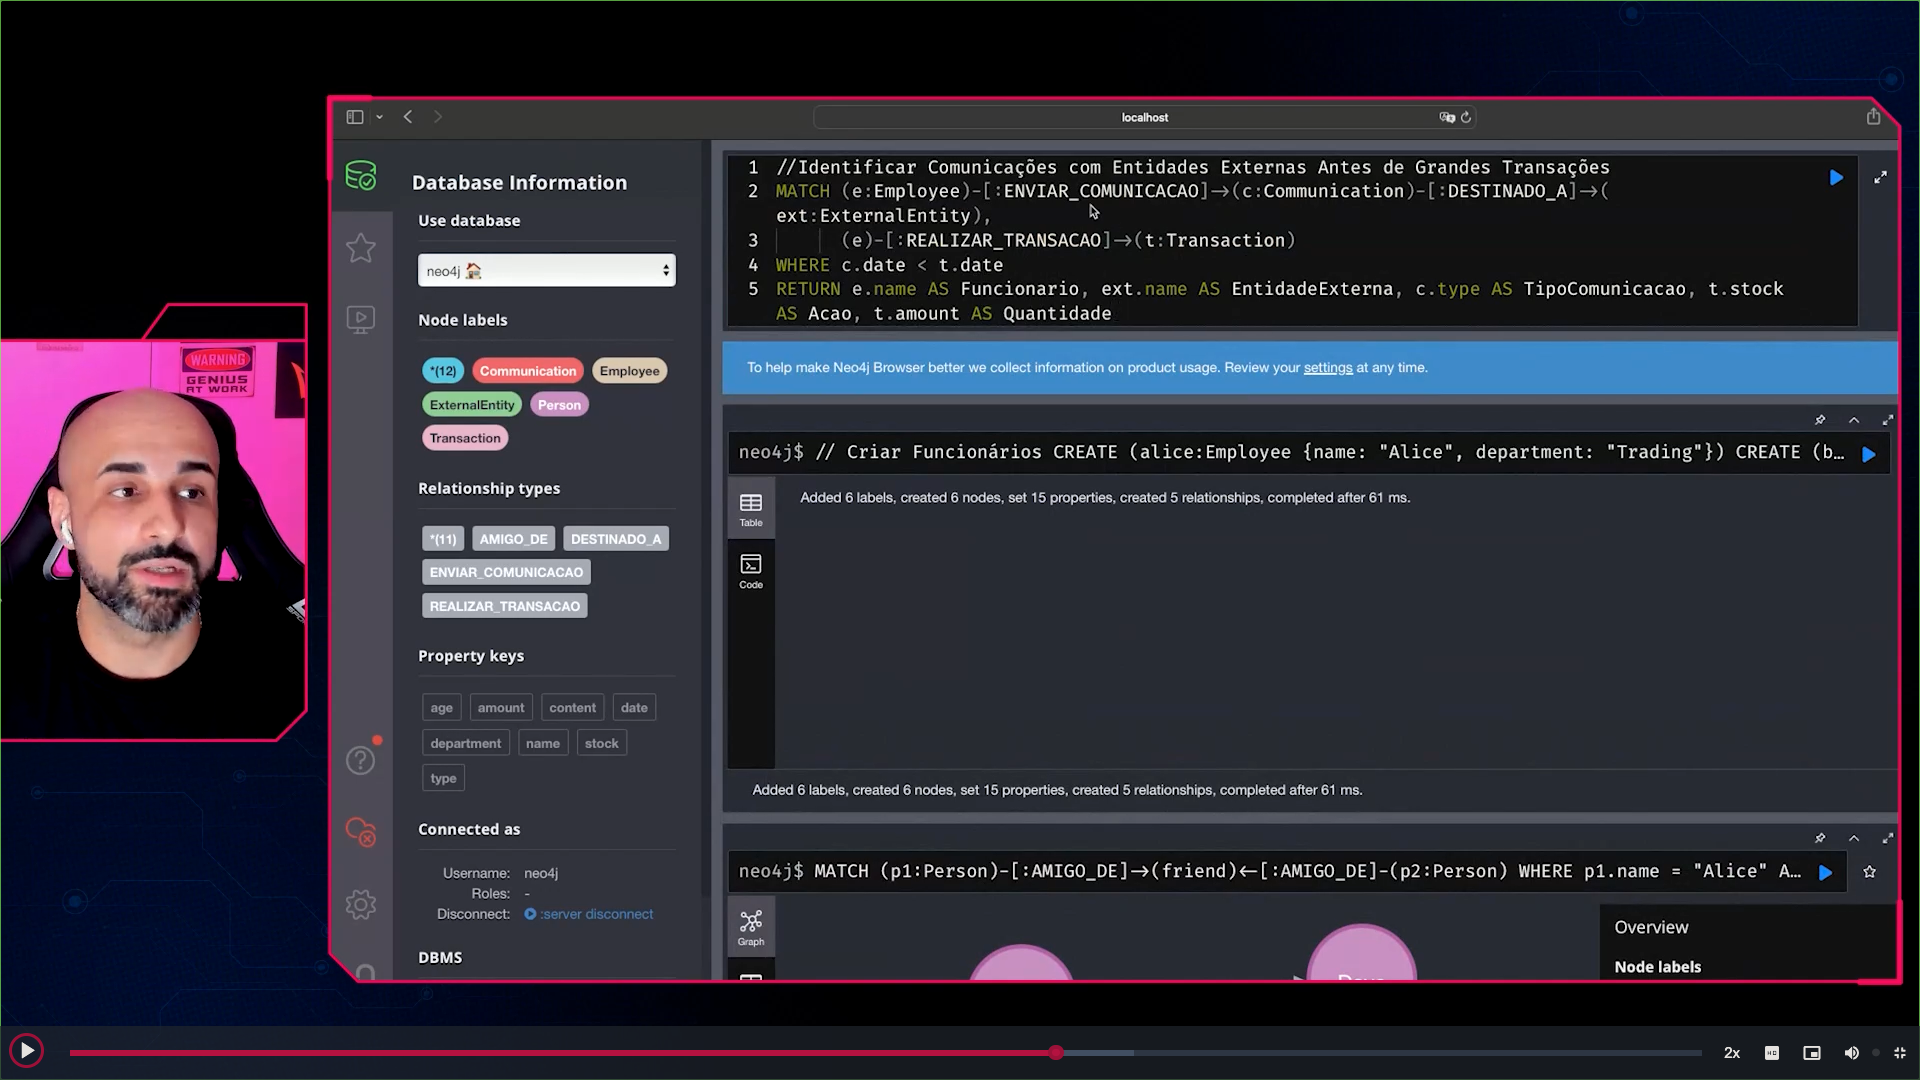 localhost
Database Information
Use database
neo4j
Node labels
*(12) Communication Employee
ExternalEntity Person
Transaction
Relationship types
*(11) AMIGO_DE DESTINADO_A
ENVIAR_COMUNICACAO
REALIZAR_TRANSACAO
Property keys
age amount content date
department name stock
type
Connected as
Username: neo4j
Roles: -
Disconnect: :server disconnect
DBMS
1 //Identificar Comunicações com Entidades Externas Antes de Grandes Transações
2 MATCH (e:Employee)-[:ENVIAR_COMUNICACAO]->(c:Communication)-[:DESTINADO_A]->(
ext:ExternalEntity),
3 (e)-[:REALIZAR_TRANSACAO]->(t:Transaction)
4 WHERE c.date < t.date
5 RETURN e.name AS Funcionario, ext.name AS EntidadeExterna, c.type AS TipoComunicacao, t.stock
AS Acao, t.amount AS Quantidade
To help make Neo4j Browser better we collect information on product usage. Review your settings at any time.
neo4j$ // Criar Funcionários CREATE (alice:Employee {name: "Alice", department: "Trading"}) CREATE (b...
Table
Added 6 labels, created 6 nodes, set 15 properties, created 5 relationships, completed after 61 ms.
Code
Added 6 labels, created 6 nodes, set 15 properties, created 5 relationships, completed after 61 ms.
neo4j$ MATCH (p1:Person)-[:AMIGO_DE]->(friend)<-[:AMIGO_DE]-(p2:Person) WHERE p1.name = "Alice" A...
Graph
Overview
Node labels
WARNING
GENIUS
AT WORK
2x
HD